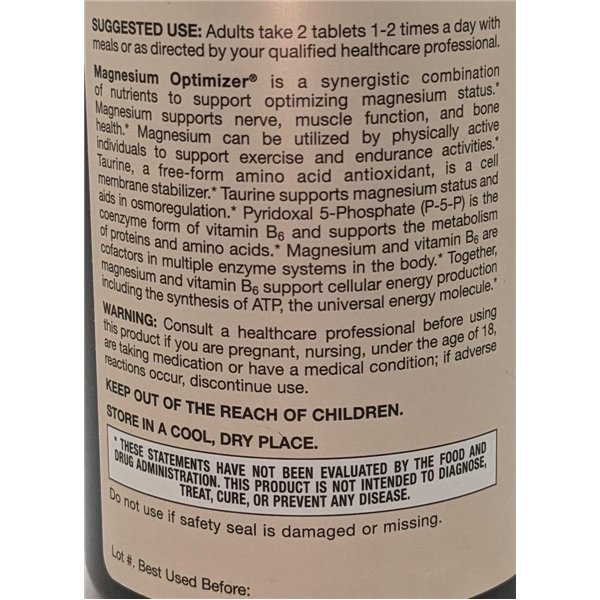 SUGGESTED USE: Adults take 2 tablets 1-2 times a day with
meals or as directed by your qualified healthcare professional.
Magnesium Optimizer® is a synergistic combination
of nutrients to support optimizing magnesium status.*
Magnesium supports nerve, muscle function, and bone
health.* Magnesium can be utilized by physically active
individuals to support exercise and endurance activities.*
Taurine, a free-form amino acid antioxidant, is a cell
membrane stabilizer.* Taurine supports magnesium status and
aids in osmoregulation.* Pyridoxal 5-Phosphate (P-5-P) is the
coenzyme form of vitamin B6 and supports the metabolism
of proteins and amino acids.* Magnesium and vitamin B6 are
cofactors in multiple enzyme systems in the body.* Together,
magnesium and vitamin B6 support cellular energy production
including the synthesis of ATP, the universal energy molecule.*
WARNING: Consult a healthcare professional before using
this product if you are pregnant, nursing, under the age of 18,
are taking medication or have a medical condition; if adverse
reactions occur, discontinue use.
KEEP OUT OF THE REACH OF CHILDREN.
STORE IN A COOL, DRY PLACE.
* THESE STATEMENTS HAVE NOT BEEN EVALUATED BY THE FOOD AND
DRUG ADMINISTRATION. THIS PRODUCT IS NOT INTENDED TO DIAGNOSE,
TREAT, CURE, OR PREVENT ANY DISEASE.
Do not use if safety seal is damaged or missing.
Lot #. Best Used Before: